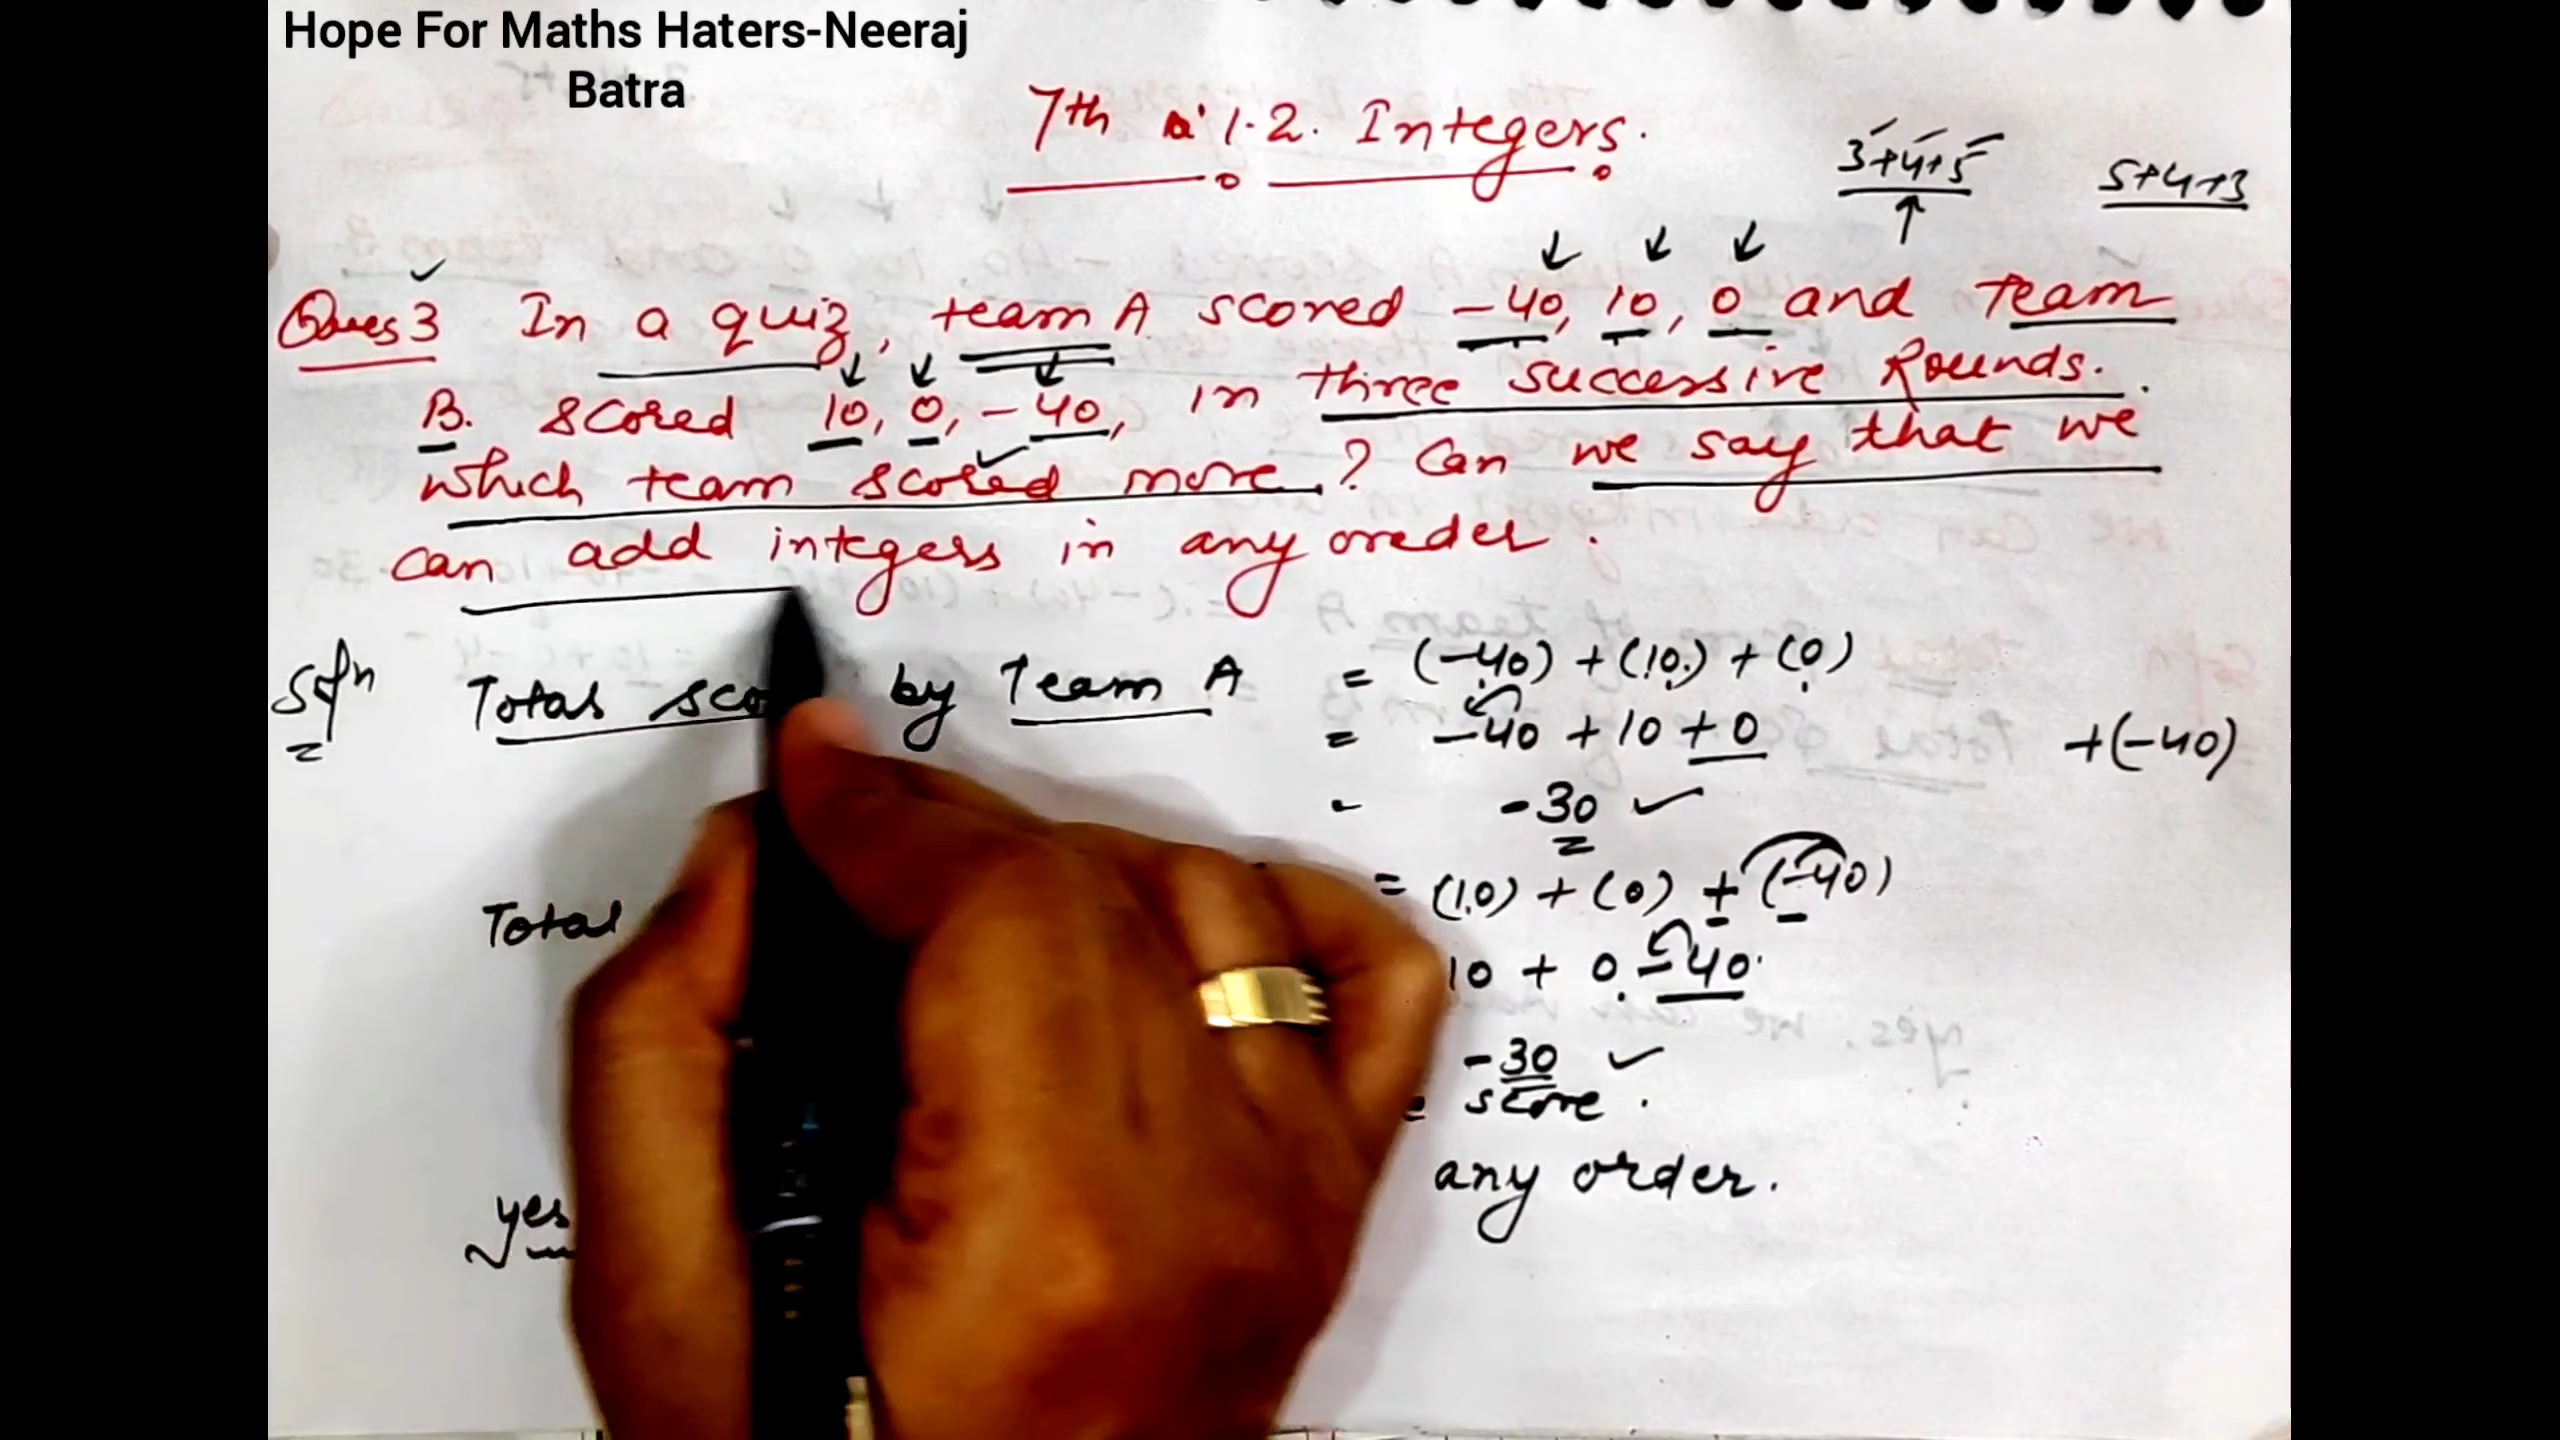 Hope For Maths Haters-Neeraj
Batra
7th 1.2. Integers.
3+4+5
5+4+3
Ques 3 In a quiz, team A scored -40, 10, 0 and team
B. scored 10, 0, -40, in three successive Rounds.
which team scored more? Can we say that we
can add integers in any oreder.
Soln Total sco by Team A = (-40) + (10) + (0)
= -40 + 10 + 0
+(-40)
= -30 ✓
Total = (10) + (0) + (-40)
10 + 0 - 40
-30 ✓
score.
yes any order.